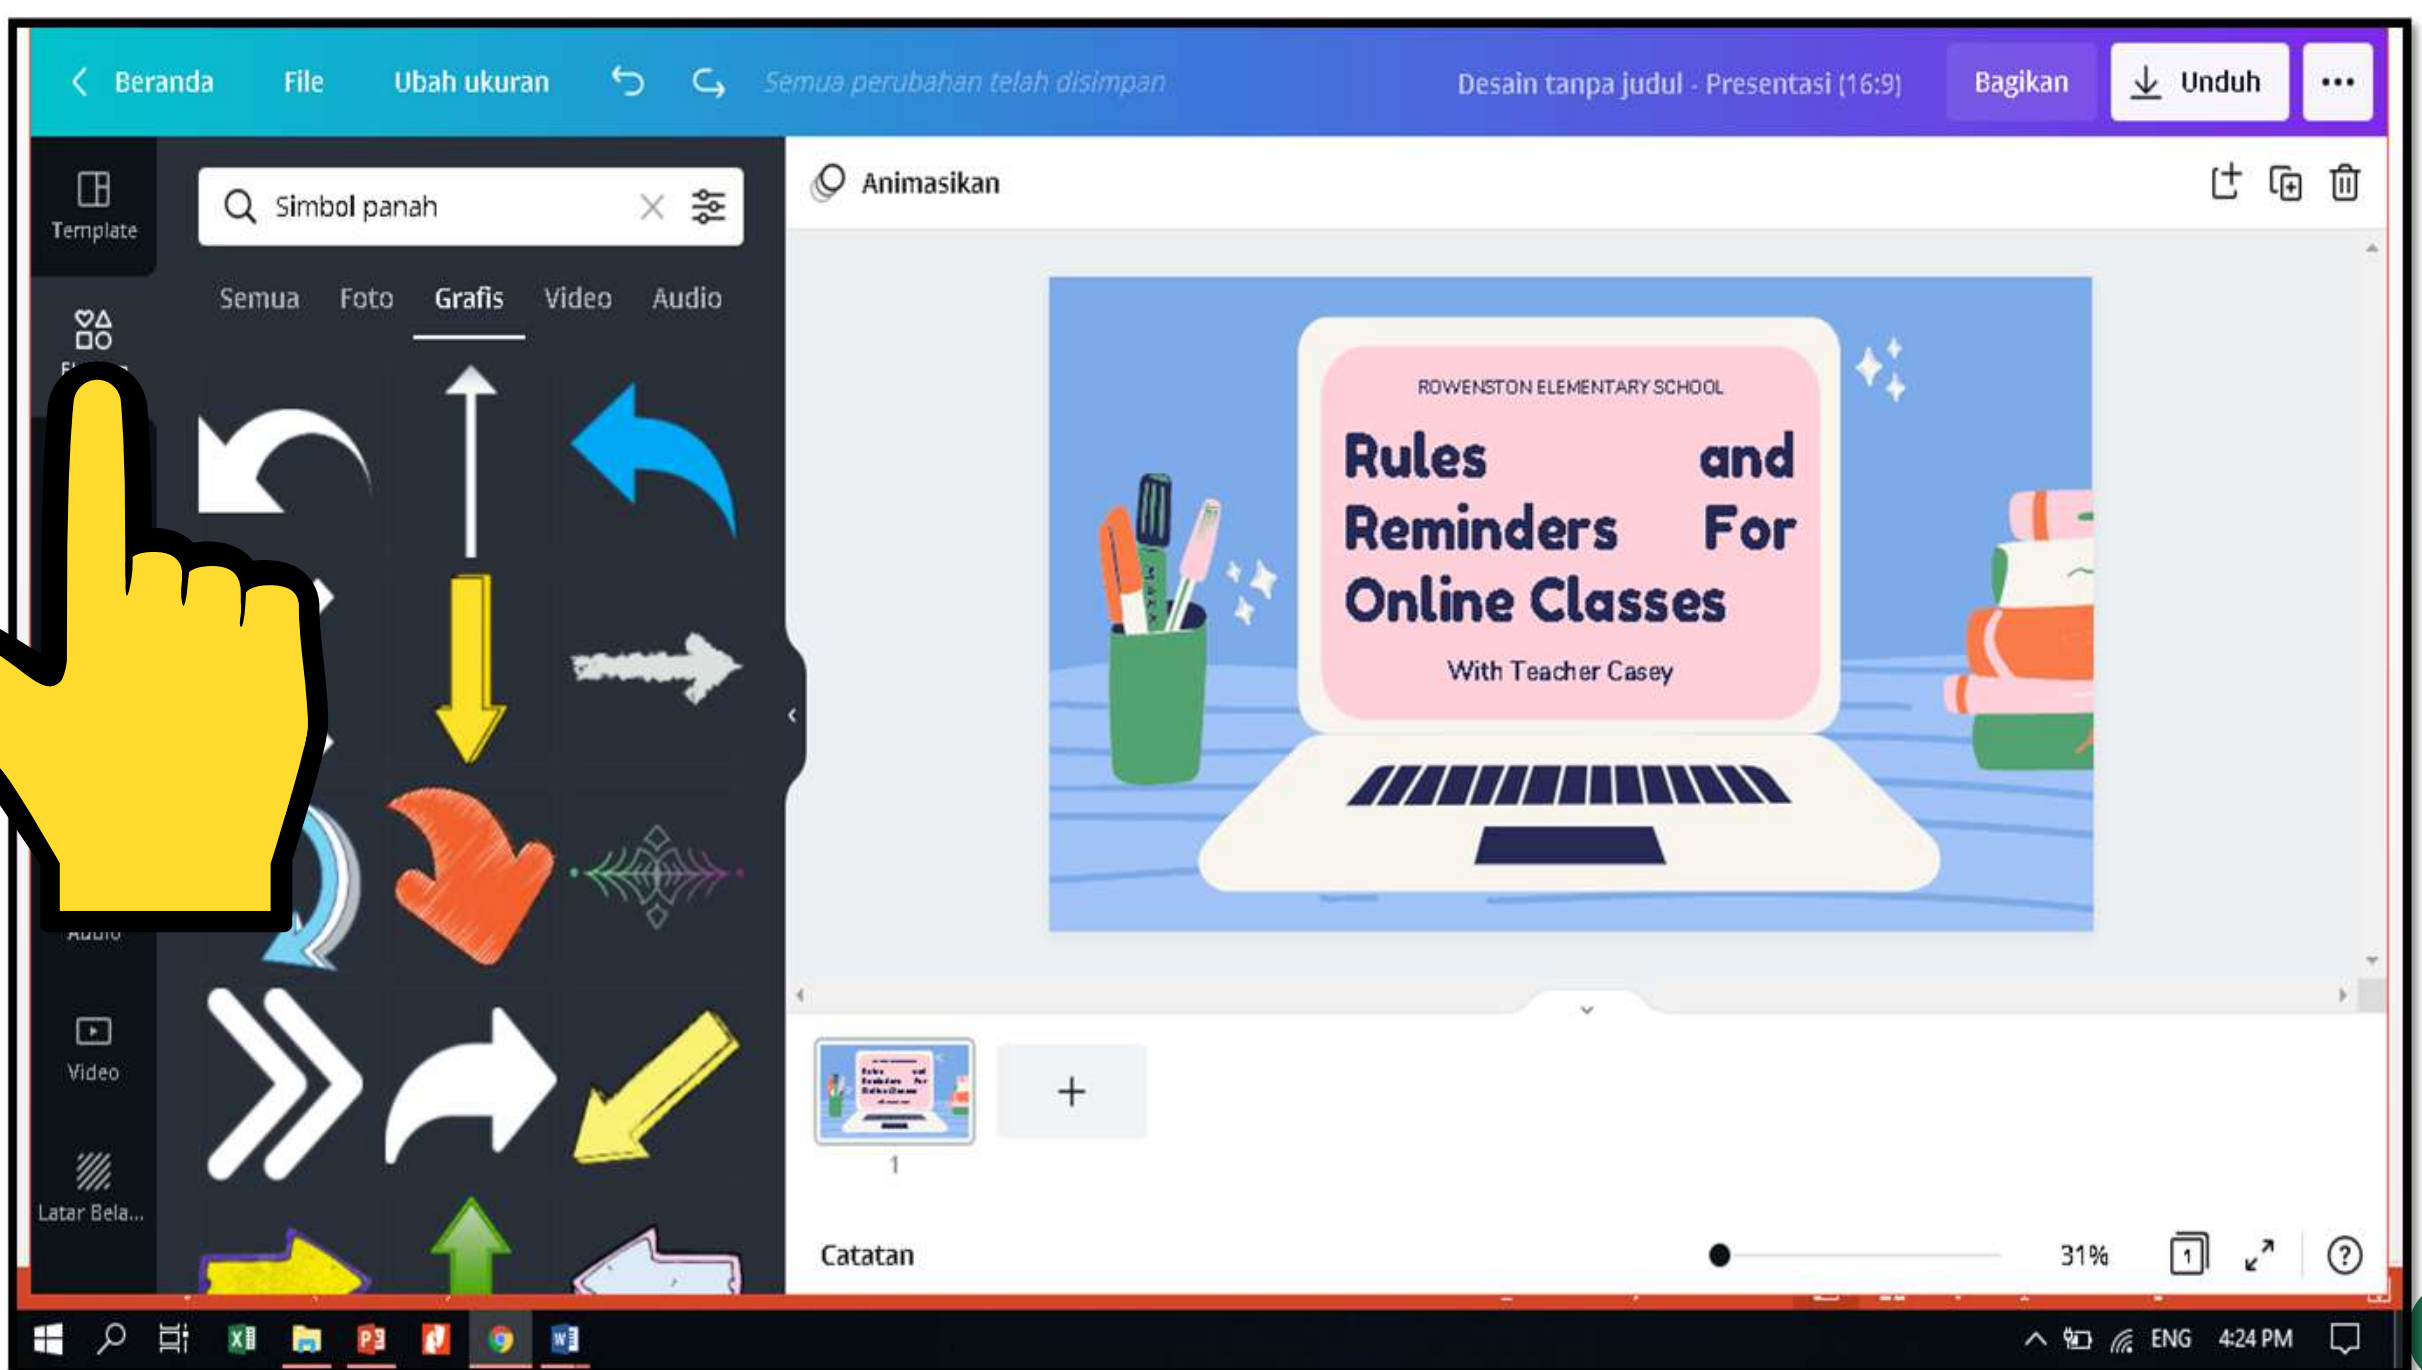 Beranda File Ubah ukuran Semua perubahan telah disimpan Desain tanpa judul - Presentasi (16:9) Bagikan Unduh
Template
Simbol panah
Semua Foto Grafis Video Audio
Animasikan
ROWENSTON ELEMENTARY SCHOOL
Rules and
Reminders For
Online Classes
With Teacher Casey
Audio
Video
Latar Bela...
1
Catatan 31% 1
ENG 4:24 PM